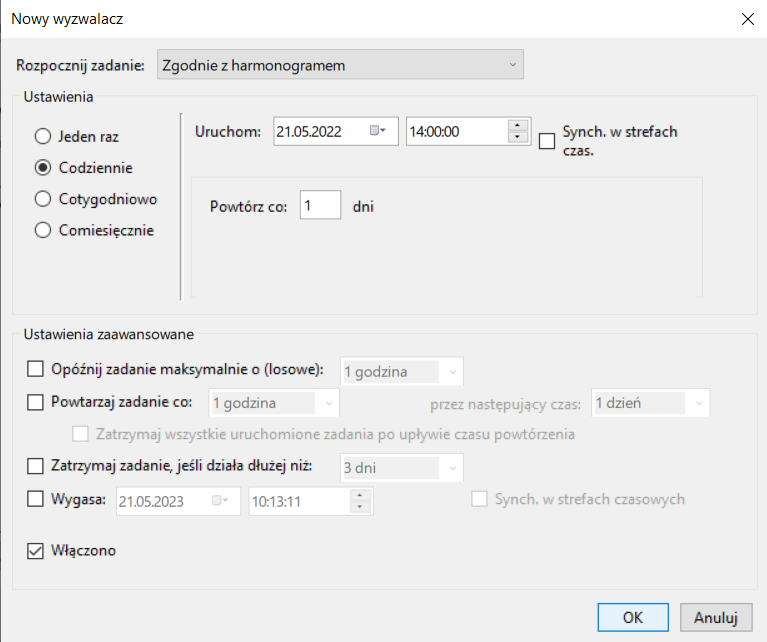 Nowy wyzwalacz
Rozpocznij zadanie: Zgodnie z harmonogramem
Ustawienia
Jeden raz
Codziennie
Cotygodniowo
Comiesięcznie
Uruchom: 21.05.2022 14:00:00 Synch. w strefach
czas.
Powtórz co: 1 dni
Ustawienia zaawansowane
Opóźnij zadanie maksymalnie o (losowe): 1 godzina
Powtarzaj zadanie co: 1 godzina przez następujący czas: 1 dzień
Zatrzymaj wszystkie uruchomione zadania po upływie czasu powtórzenia
Zatrzymaj zadanie, jeśli działa dłużej niż: 3 dni
Wygasa: 21.05.2023 10:13:11 Synch. w strefach czasowych
Włączono
OK Anuluj